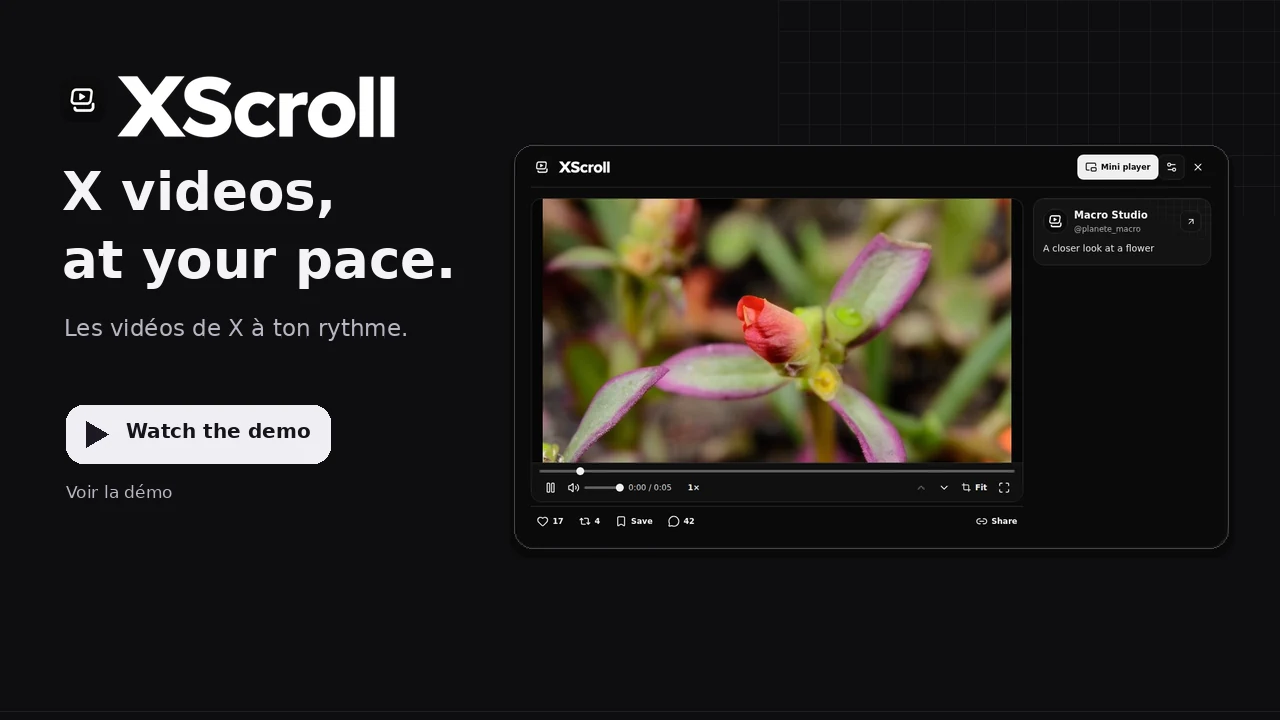 XScroll
X videos,
at your pace.
Les vidéos de X à ton rythme.
Watch the demo
Voir la démo
XScroll
Mini player
Macro Studio
@planete_macro
A closer look at a flower
0:00 / 0:05
1×
Fit
17
4
Save
42
Share